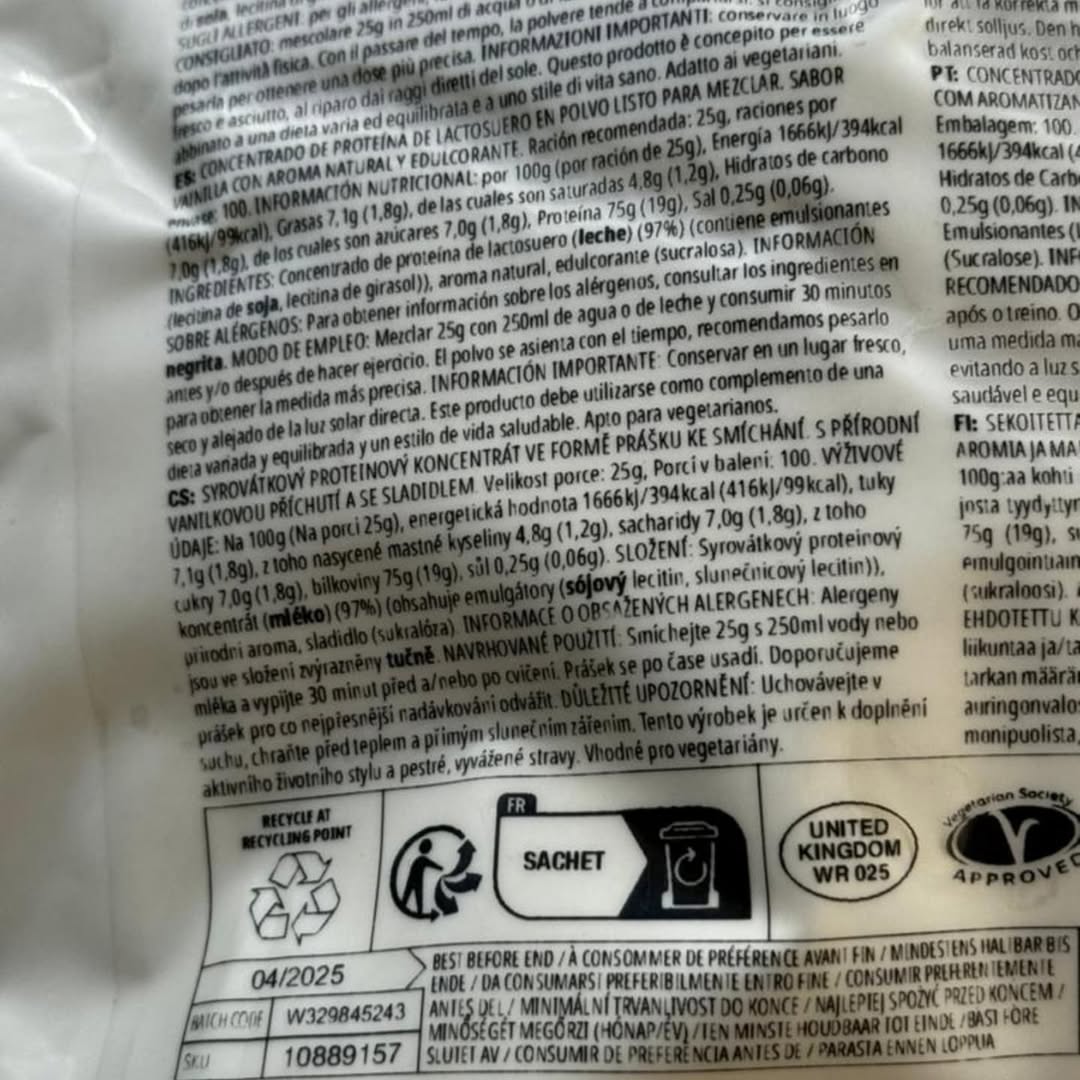 SUGLI ALLERGENI: per gli allergeni,
CONSIGLIATO: mescolare 25g in 250ml di acqua o
dopo l'attività fisica. Con il passare del tempo, la polvere tende a
pesarla per ottenere una dose più precisa. INFORMAZIONI IMPORTANTI: conservare in luogo
fresco e asciutto, al riparo dai raggi diretti del sole. Questo prodotto è concepito per essere
abbinato a una dieta varia ed equilibrata e a uno stile di vita sano. Adatto ai vegetariani.
ES: CONCENTRADO DE PROTEÍNA DE LACTOSUERO EN POLVO LISTO PARA MEZCLAR. SABOR
VAINILLA CON AROMA NATURAL Y EDULCORANTE. Ración recomendada: 25g, raciones por
envase: 100. INFORMACIÓN NUTRICIONAL: por 100g (por ración de 25g), Energía 1666kJ/394kcal
(416kJ/99kcal), Grasas 7,1g (1,8g), de las cuales son saturadas 4,8g (1,2g), Hidratos de carbono
7,0g (1,8g), de los cuales son azúcares 7,0g (1,8g), Proteína 75g (19g), Sal 0,25g (0,06g).
INGREDIENTES: Concentrado de proteína de lactosuero (leche) (97%) (contiene emulsionantes
(lecitina de soja, lecitina de girasol)), aroma natural, edulcorante (sucralosa). INFORMACIÓN
SOBRE ALÉRGENOS: Para obtener información sobre los alérgenos, consultar los ingredientes en
negrita. MODO DE EMPLEO: Mezclar 25g con 250ml de agua o de leche y consumir 30 minutos
antes y/o después de hacer ejercicio. El polvo se asienta con el tiempo, recomendamos pesarlo
para obtener la medida más precisa. INFORMACIÓN IMPORTANTE: Conservar en un lugar fresco,
seco y alejado de la luz solar directa. Este producto debe utilizarse como complemento de una
dieta variada y equilibrada y un estilo de vida saludable. Apto para vegetarianos.
CS: SYROVÁTKOVÝ PROTEINOVÝ KONCENTRÁT VE FORMĚ PRÁŠKU KE SMÍCHÁNÍ. S PŘÍRODNÍ
VANILKOVOU PŘÍCHUTÍ A SE SLADIDLEM. Velikost porce: 25g, Porcí v balení: 100. VÝŽIVOVÉ
ÚDAJE: Na 100g (Na porci 25g), energetická hodnota 1666kJ/394kcal (416kJ/99kcal), tuky
7,1g (1,8g), z toho nasycené mastné kyseliny 4,8g (1,2g), sacharidy 7,0g (1,8g), z toho
cukry 7,0g (1,8g), bílkoviny 75g (19g), sůl 0,25g (0,06g). SLOŽENÍ: Syrovátkový proteinový
koncentrát (mléko) (97%) (obsahuje emulgátory (sójový lecitin, slunečnicový lecitin)),
přírodní aroma, sladidlo (sukralóza). INFORMACE O OBSAŽENÝCH ALERGENECH: Alergeny
jsou ve složení zvýrazněny tučně. NAVRHOVANÉ POUŽITÍ: Smíchejte 25g s 250ml vody nebo
mléka a vypijte 30 minut před a/nebo po cvičení. Prášek se po čase usadí. Doporučujeme
prášek pro co nejpřesnější nadávkování odvážit. DŮLEŽITÉ UPOZORNĚNÍ: Uchovávejte v
suchu, chraňte před teplem a přímým slunečním zářením. Tento výrobek je určen k doplnění
aktivního životního stylu a pestré, vyvážené stravy. Vhodné pro vegetariány.
direkt solljus. Den
balanserad kost och
PT: CONCENTRADO
COM AROMATIZAN
Embalagem: 100.
1666kJ/394kcal
Hidratos de Carb
0,25g (0,06g). IN
Emulsionantes
(Sucralose). INF
RECOMENDADO
após o treino. O
uma medida ma
evitando a luz s
saudável e equ
FI: SEKOITETTA
AROMIA JA MA
100g:aa kohti
josta tyydyttyn
75g (19g), su
emulgointiain
(sukraloosi).
EHDOTETTU K
liikuntaa ja/ta
tarkan määrän
auringonvalo
monipuolista,
RECYCLE AT
RECYCLING POINT
FR
SACHET
UNITED
KINGDOM
WR 025
Vegetarian Society
APPROVED
04/2025
BATCH CODE W329845243
SKU 10889157
BEST BEFORE END / À CONSOMMER DE PRÉFÉRENCE AVANT FIN / MINDESTENS HALTBAR BIS
ENDE / DA CONSUMARSI PREFERIBILMENTE ENTRO FINE / CONSUMIR PREFERENTEMENTE
ANTES DEL / MINIMÁLNÍ TRVANLIVOST DO KONCE / NAJLEPIEJ SPOŻYĆ PRZED KONCEM /
MINŐSÉGÉT MEGŐRZI (HÓNAP/ÉV) / TEN MINSTE HOUDBAAR TOT EINDE / BÄST FÖRE
SLUTET AV / CONSUMIR DE PREFERÊNCIA ANTES DE / PARASTA ENNEN LOPPUA